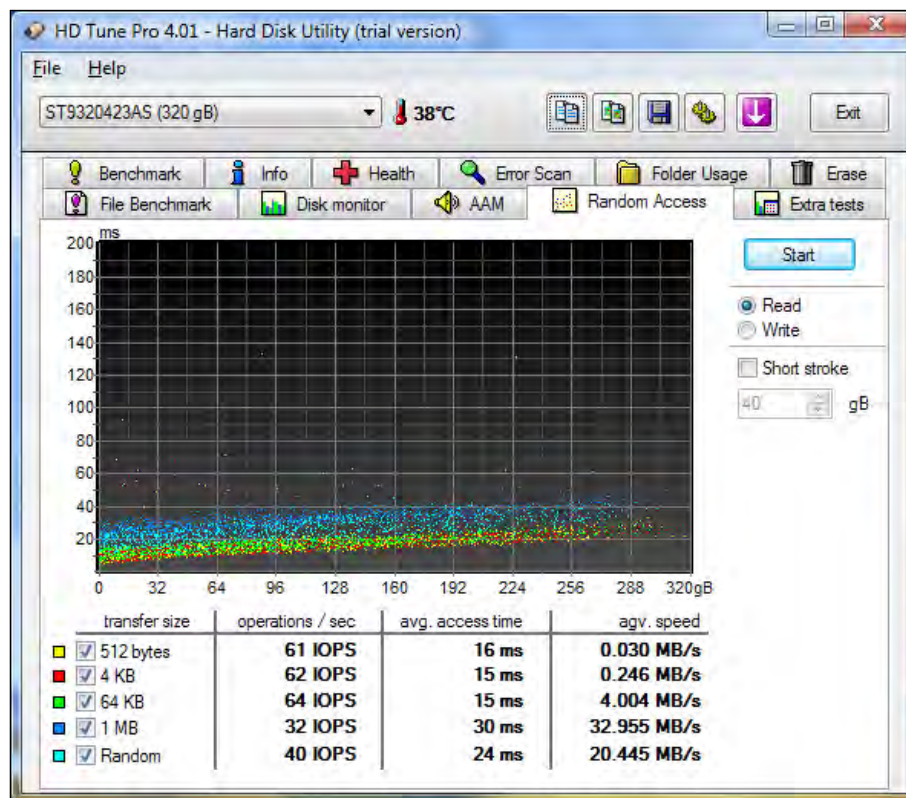 HD Tune Pro 4.01 - Hard Disk Utility (trial version)
File Help
ST9320423AS (320 gB) 38°C Exit
Benchmark Info Health Error Scan Folder Usage Erase
File Benchmark Disk monitor AAM Random Access Extra tests
ms
200
180
160
140
120
100
80
60
40
20
0 32 64 96 128 160 192 224 256 288 320gB
Start
Read
Write
Short stroke
40 gB
transfer size operations / sec avg. access time agv. speed
512 bytes 61 IOPS 16 ms 0.030 MB/s
4 KB 62 IOPS 15 ms 0.246 MB/s
64 KB 64 IOPS 15 ms 4.004 MB/s
1 MB 32 IOPS 30 ms 32.955 MB/s
Random 40 IOPS 24 ms 20.445 MB/s